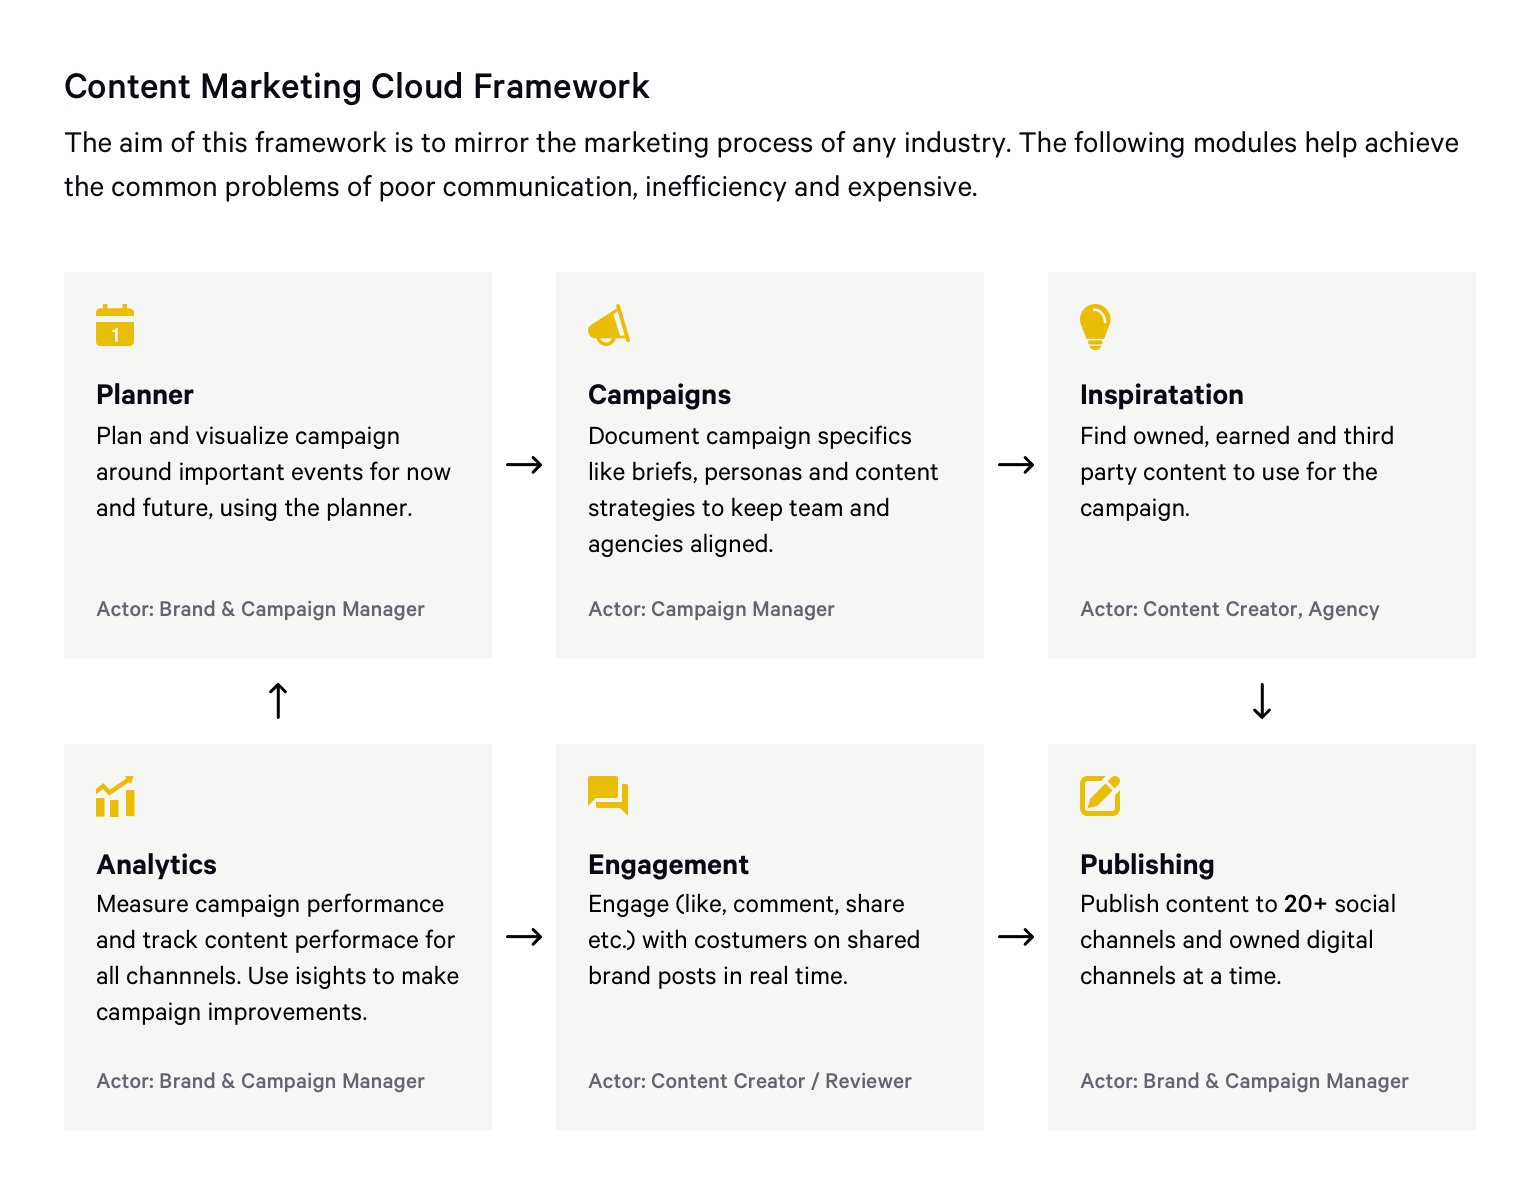 Content Marketing Cloud Framework
The aim of this framework is to mirror the marketing process of any industry. The following modules help achieve
the common problems of poor communication, inefficiency and expensive.
1
Planner
Plan and visualize campaign
around important events for now
and future, using the planner.
Actor: Brand & Campaign Manager
Campaigns
Document campaign specifics
like briefs, personas and content
strategies to keep team and
agencies aligned.
Actor: Campaign Manager
Inspiratation
Find owned, earned and third
party content to use for the
campaign.
Actor: Content Creator, Agency
Analytics
Measure campaign performance
and track content performace for
all channnels. Use isights to make
campaign improvements.
Actor: Brand & Campaign Manager
Engagement
Engage (like, comment, share
etc.) with costumers on shared
brand posts in real time.
Actor: Content Creator / Reviewer
Publishing
Publish content to 20+ social
channels and owned digital
channels at a time.
Actor: Brand & Campaign Manager